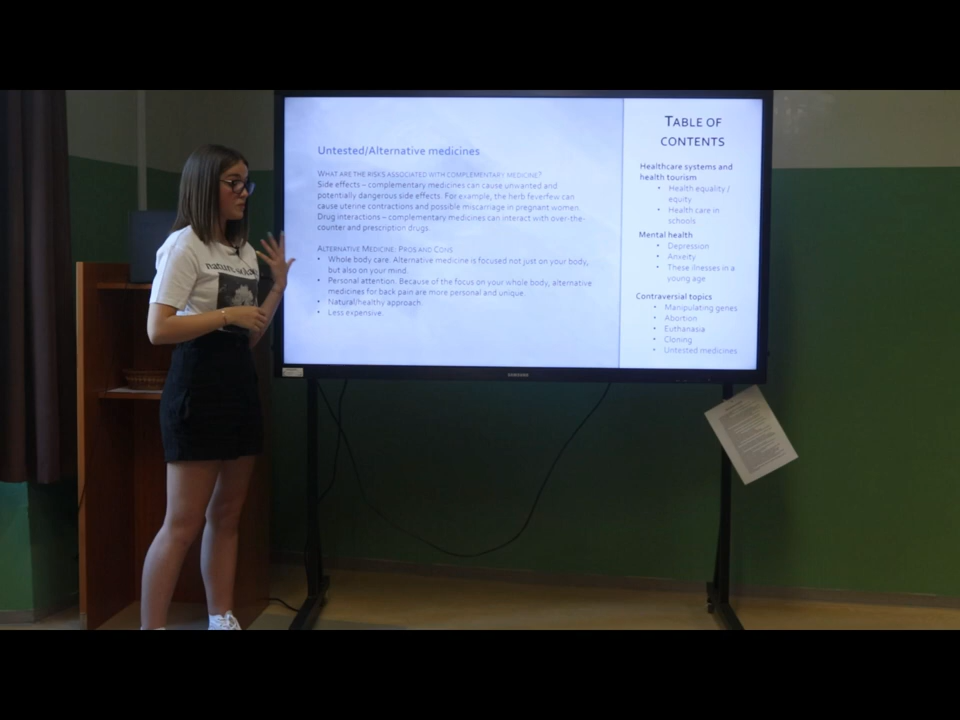 Untested/Alternative medicines
WHAT ARE THE RISKS ASSOCIATED WITH COMPLEMENTARY MEDICINE?
Side effects – complementary medicines can cause unwanted and
potentially dangerous side effects. For example, the herb feverfew can
cause uterine contractions and possible miscarriage in pregnant women
Drug interactions – complementary medicines can interact with over-the-
counter and prescription drugs.
ALTERNATIVE MEDICINE: PROS AND CONS
• Whole body care. Alternative medicine is focused not just on your body,
but also on your mind.
• Personal attention. Because of the focus on your whole body, alternative
medicines for back pain are more personal and unique.
• Natural/healthy approach.
• Less expensive.
TABLE OF
CONTENTS
Healthcare systems and
health tourism
• Health equality /
equity
• Health care in
schools
Mental health
• Depression
• Anxiety
• These illnesses in a
young age
Contraversial topics
• Manipulating genes
• Abortion
• Euthanasia
• Cloning
• Untested medicines
SAMSUNG